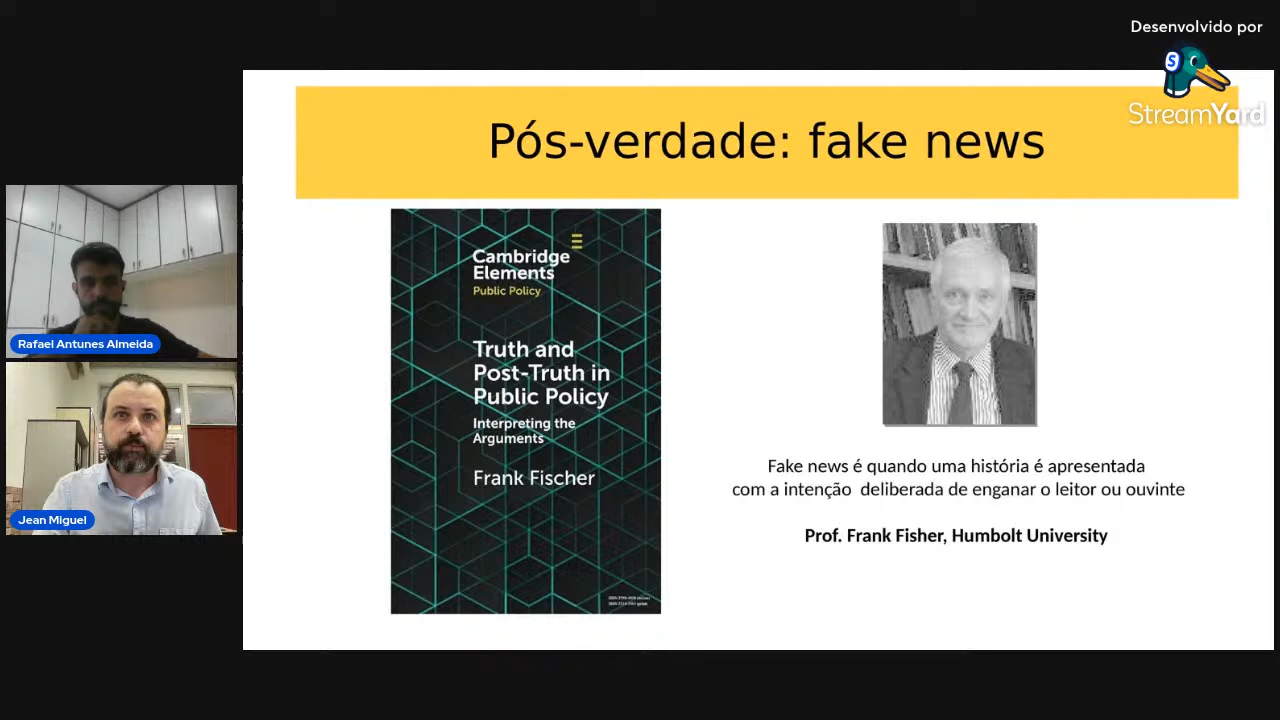 Desenvolvido por
StreamYard
Pós-verdade: fake news
Cambridge
Elements
Public Policy
Truth and
Post-Truth in
Public Policy
Interpreting the
Arguments
Frank Fischer
Fake news é quando uma história é apresentada
com a intenção deliberada de enganar o leitor ou ouvinte
Prof. Frank Fisher, Humbolt University
Rafael Antunes Almeida
Jean Miguel